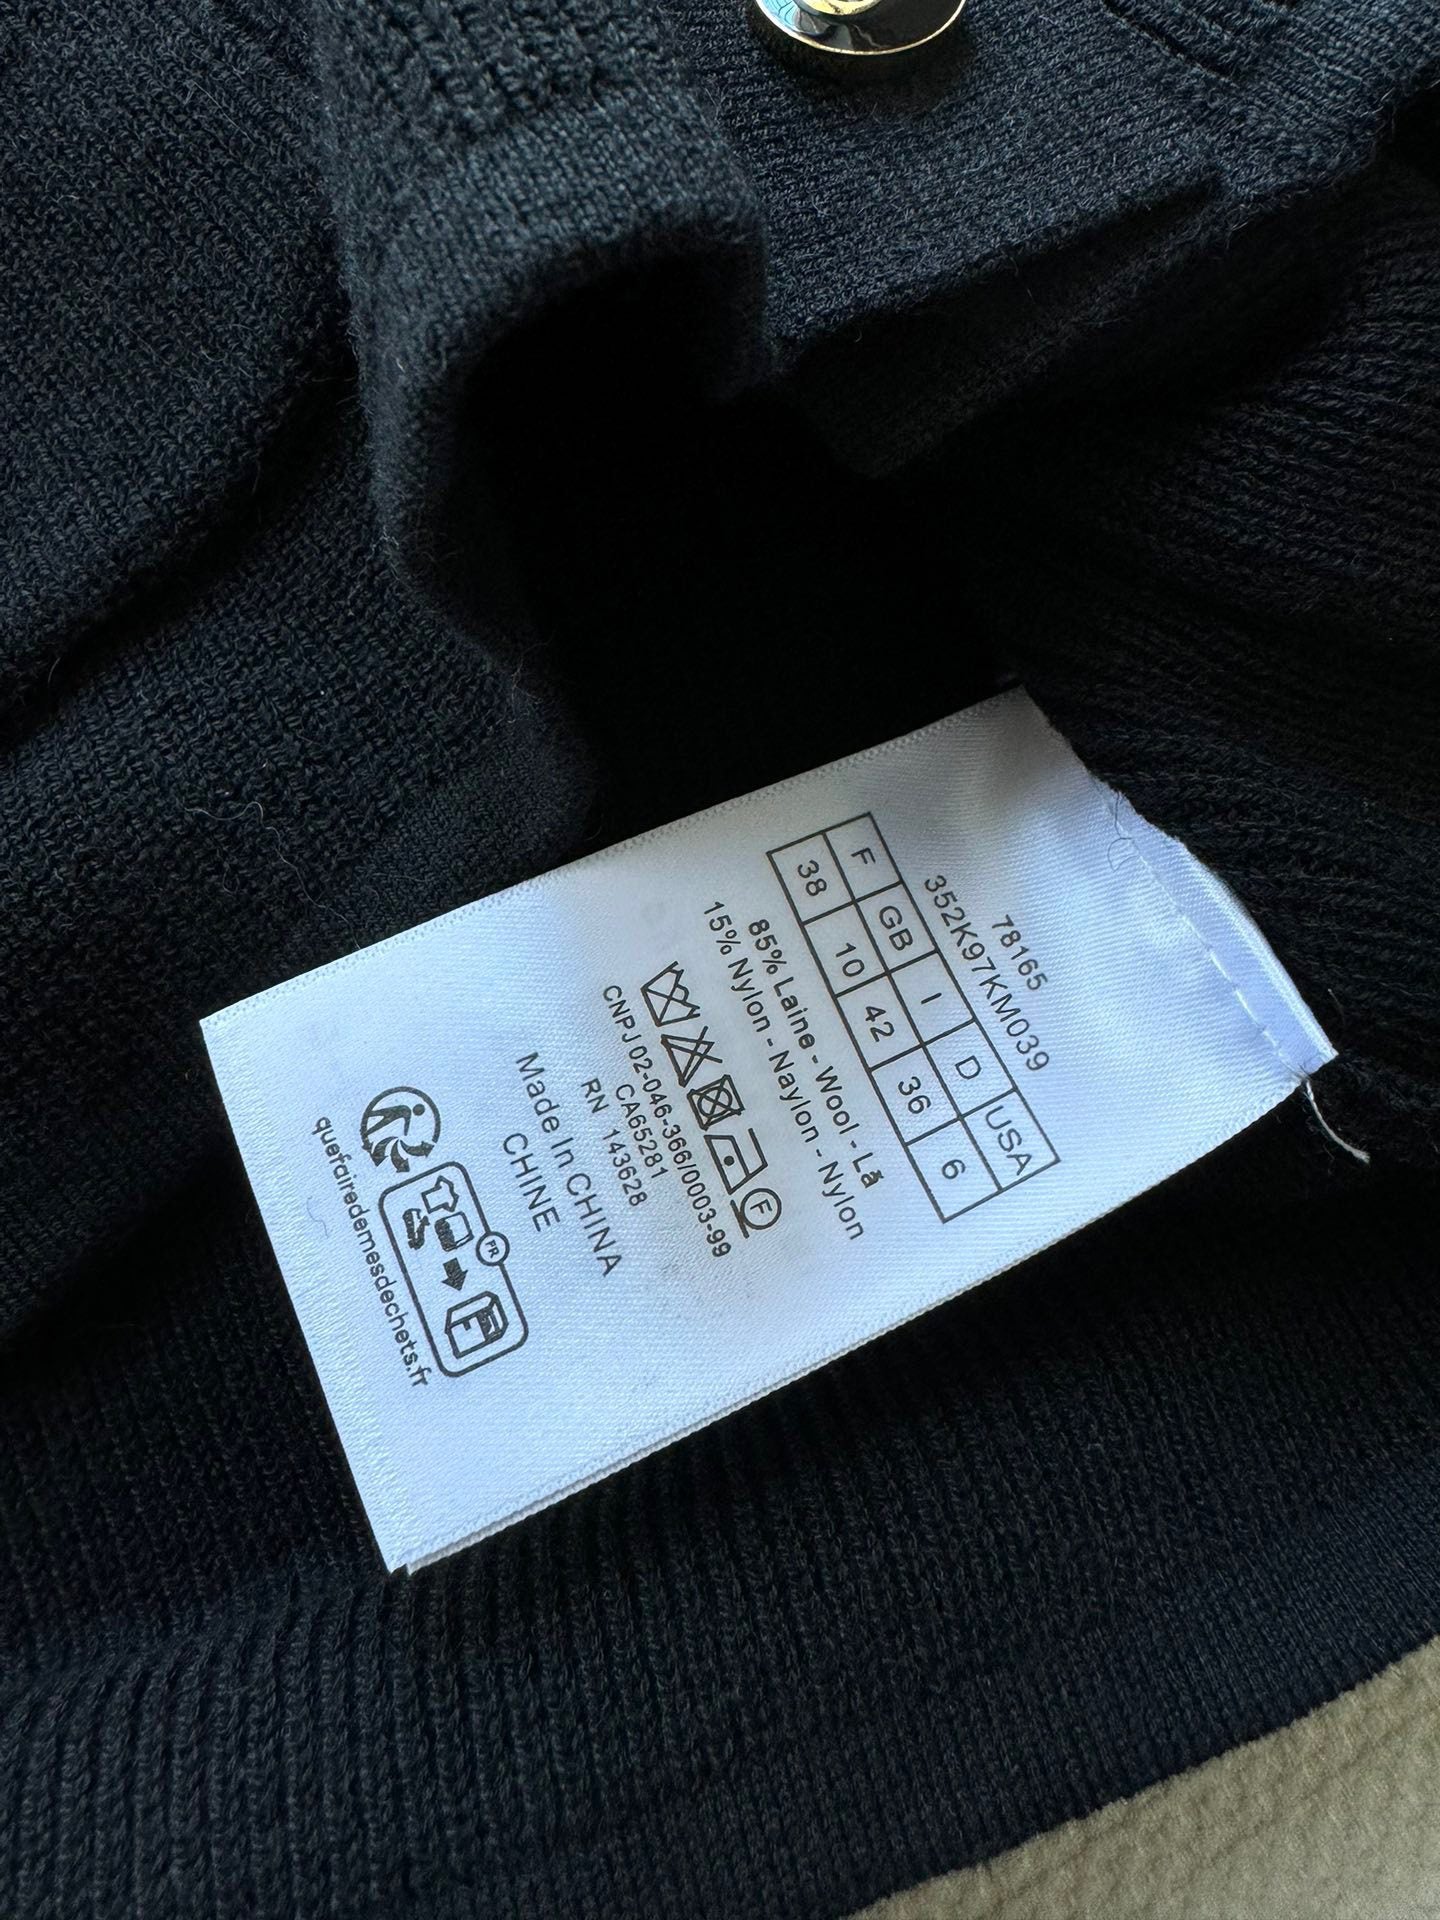 78165
352K97KM039
F GB I D USA
38 10 42 36 6
85% Laine - Wool - Lã
15% Nylon - Naylon - Nylon
F
CNPJ 02-046-366/0003-99
CA65281
RN 143628
Made In CHINA
CHINE
FR
quefairedemesdechets.fr